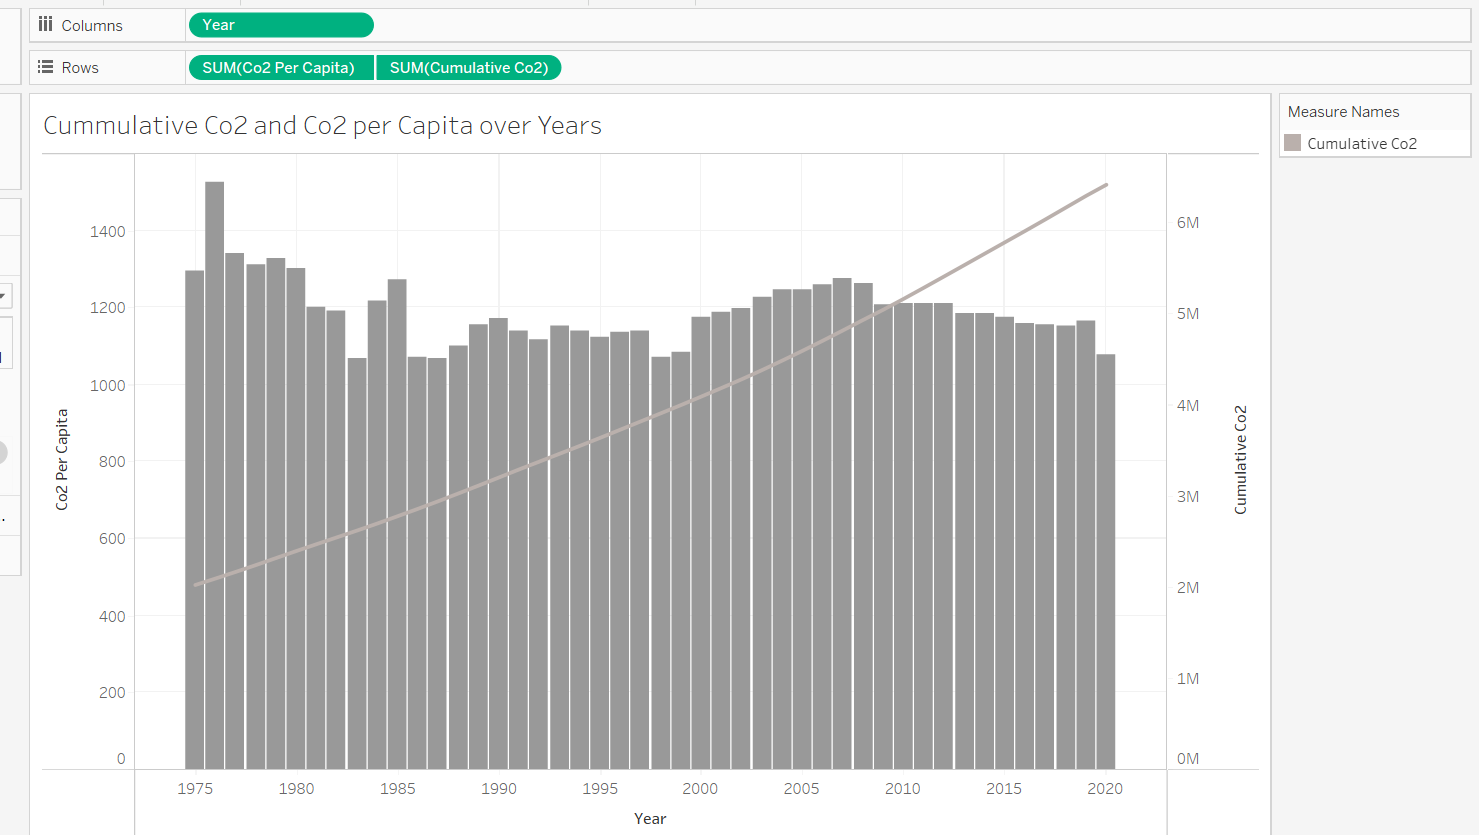 Columns
Year
Rows
SUM(Co2 Per Capita)
SUM(Cumulative Co2)
Cummulative Co2 and Co2 per Capita over Years
Measure Names
Cumulative Co2
1400
1200
1000
800
600
400
200
0
Co2 Per Capita
6M
5M
4M
3M
2M
1M
0M
Cumulative Co2
1975
1980
1985
1990
1995
2000
2005
2010
2015
2020
Year